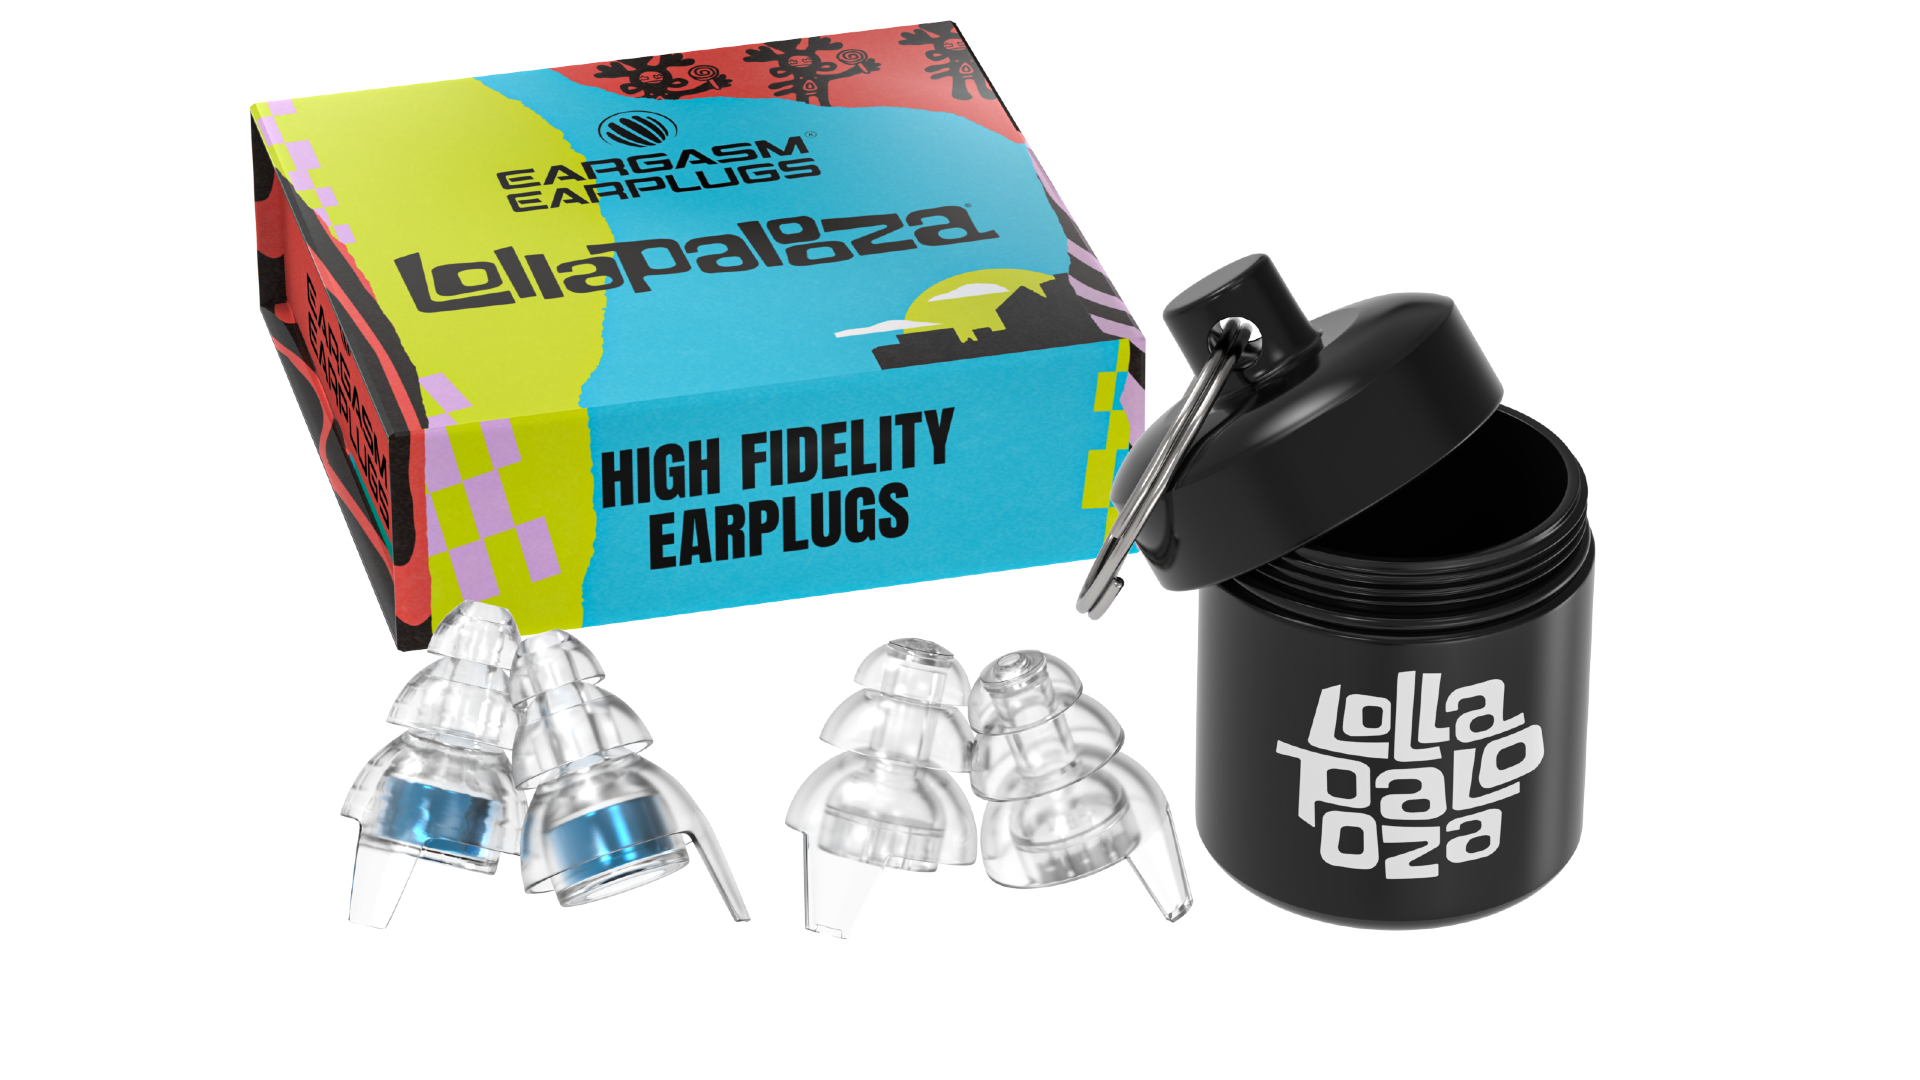 EARGASM®
EARPLUGS
Lollapalooza®
HIGH FIDELITY
EARPLUGS
EARGASM
EARPLUGS
Lolla
palo
oza